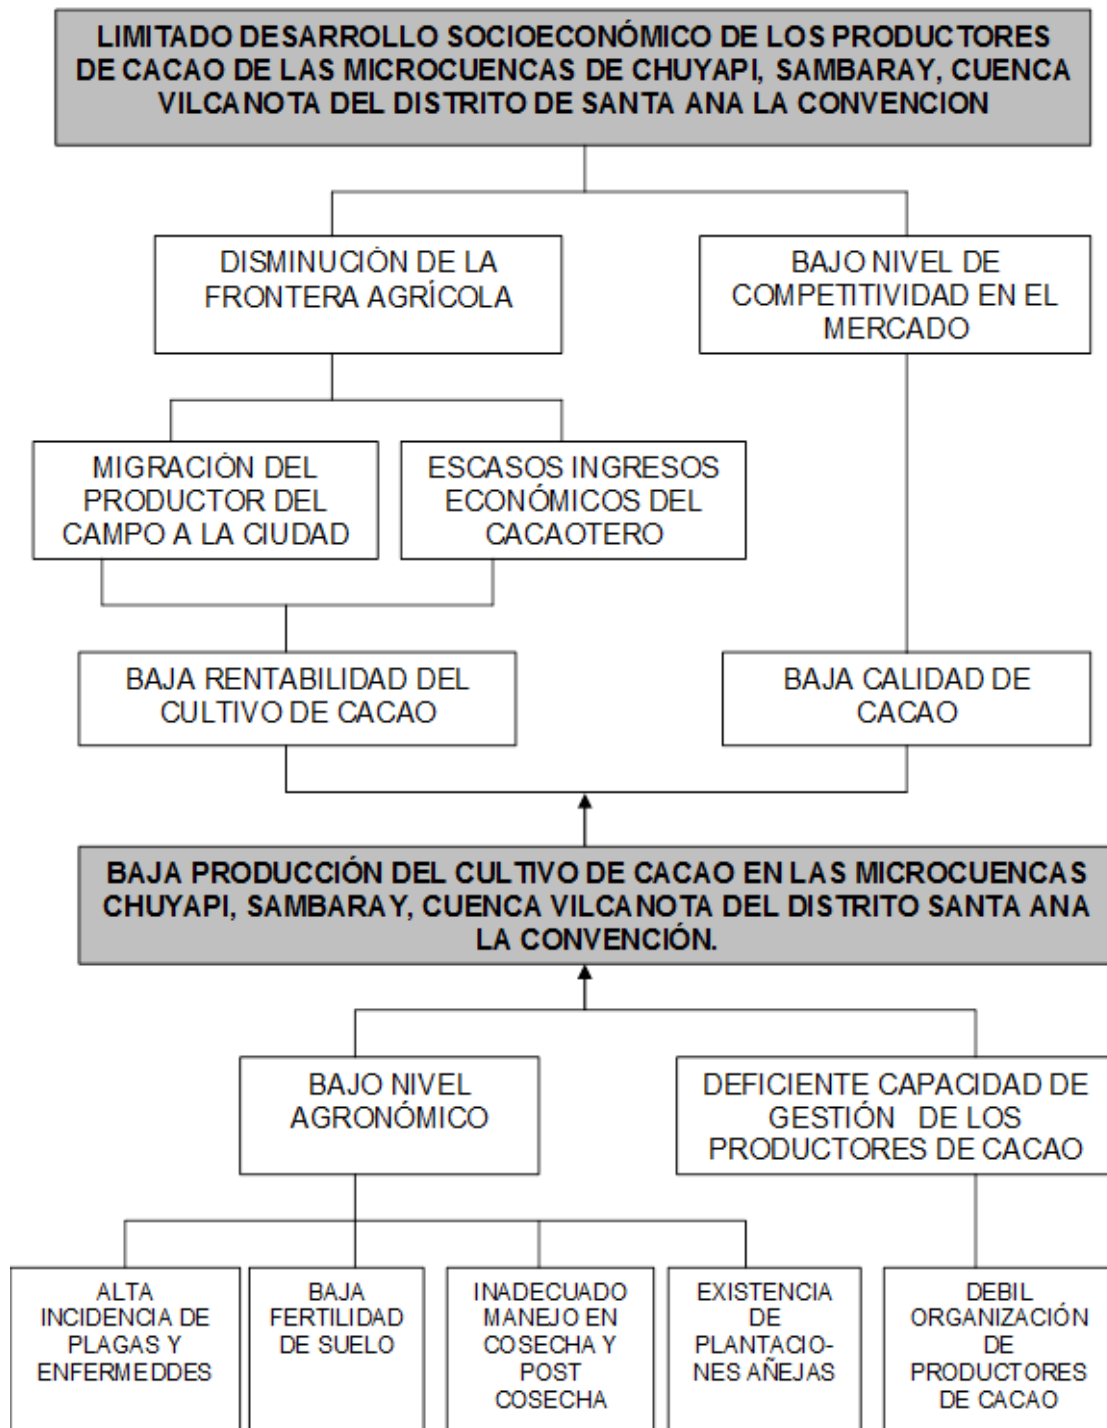 LIMITADO DESARROLLO SOCIOECONÓMICO DE LOS PRODUCTORES
DE CACAO DE LAS MICROCUENCAS DE CHUYAPI, SAMBARAY, CUENCA
VILCANOTA DEL DISTRITO DE SANTA ANA LA CONVENCION
DISMINUCIÓN DE LA
FRONTERA AGRÍCOLA
BAJO NIVEL DE
COMPETITIVIDAD EN EL
MERCADO
MIGRACIÓN DEL
PRODUCTOR DEL
CAMPO A LA CIUDAD
ESCASOS INGRESOS
ECONÓMICOS DEL
CACAOTERO
BAJA RENTABILIDAD DEL
CULTIVO DE CACAO
BAJA CALIDAD DE
CACAO
BAJA PRODUCCIÓN DEL CULTIVO DE CACAO EN LAS MICROCUENCAS
CHUYAPI, SAMBARAY, CUENCA VILCANOTA DEL DISTRITO SANTA ANA
LA CONVENCIÓN.
BAJO NIVEL
AGRONÓMICO
DEFICIENTE CAPACIDAD DE
GESTIÓN DE LOS
PRODUCTORES DE CACAO
ALTA
INCIDENCIA DE
PLAGAS Y
ENFERMEDDES
BAJA
FERTILIDAD
DE SUELO
INADECUADO
MANEJO EN
COSECHA Y
POST
COSECHA
EXISTENCIA
DE
PLANTACIO-
NES AÑEJAS
DEBIL
ORGANIZACIÓN
DE
PRODUCTORES
DE CACAO